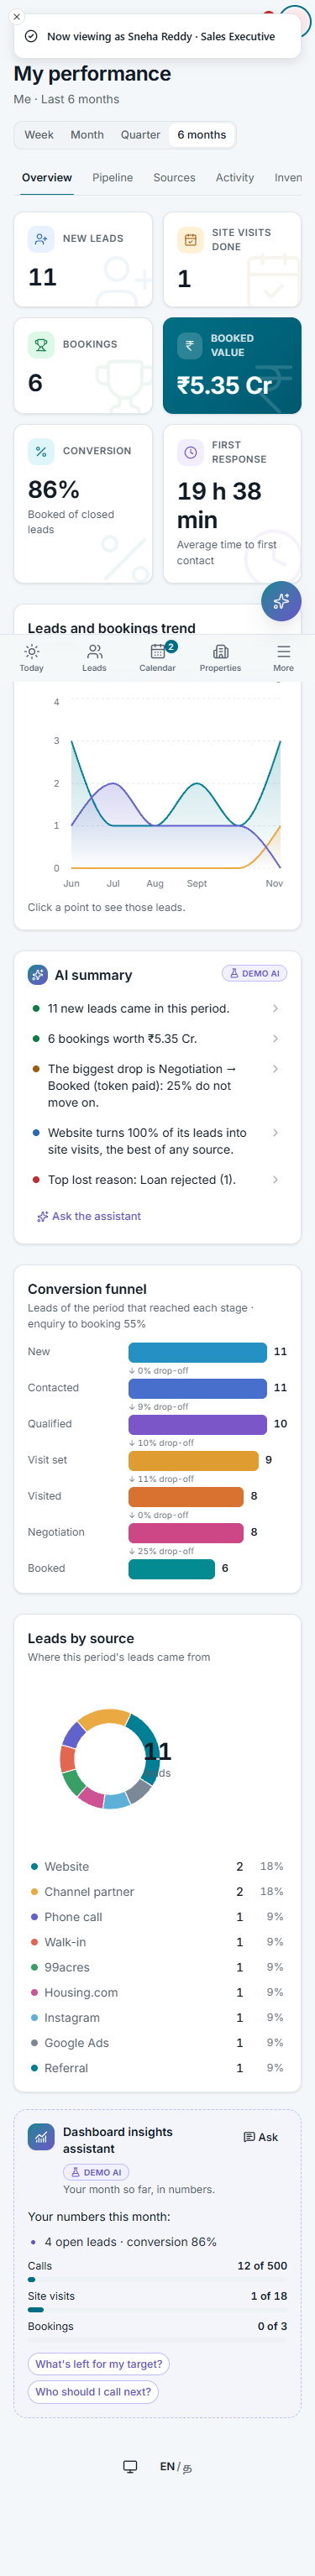 Now viewing as Sneha Reddy · Sales Executive
My performance
Me · Last 6 months
Week Month Quarter 6 months
Overview Pipeline Sources Activity Inven
NEW LEADS
11
SITE VISITS
DONE
1
BOOKINGS
6
BOOKED
VALUE
₹5.35 Cr
CONVERSION
86%
Booked of closed
leads
FIRST
RESPONSE
19 h 38
min
Average time to first
contact
Leads and bookings trend
Today
Leads
Calendar
2
Properties
More
4
3
2
1
0
Jun Jul Aug Sept Nov
Click a point to see those leads.
AI summary
DEMO AI
11 new leads came in this period.
6 bookings worth ₹5.35 Cr.
The biggest drop is Negotiation →
Booked (token paid): 25% do not
move on.
Website turns 100% of its leads into
site visits, the best of any source.
Top lost reason: Loan rejected (1).
Ask the assistant
Conversion funnel
Leads of the period that reached each stage ·
enquiry to booking 55%
New 11
↓ 0% drop-off
Contacted 11
↓ 9% drop-off
Qualified 10
↓ 10% drop-off
Visit set 9
↓ 11% drop-off
Visited 8
↓ 0% drop-off
Negotiation 8
↓ 25% drop-off
Booked 6
Leads by source
Where this period's leads came from
11
Website 2 18%
Channel partner 2 18%
Phone call 1 9%
Walk-in 1 9%
99acres 1 9%
Housing.com 1 9%
Instagram 1 9%
Google Ads 1 9%
Referral 1 9%
Dashboard insights
assistant
Ask
DEMO AI
Your month so far, in numbers.
Your numbers this month:
• 4 open leads · conversion 86%
Calls 12 of 500
Site visits 1 of 18
Bookings 0 of 3
What's left for my target?
Who should I call next?
EN / த